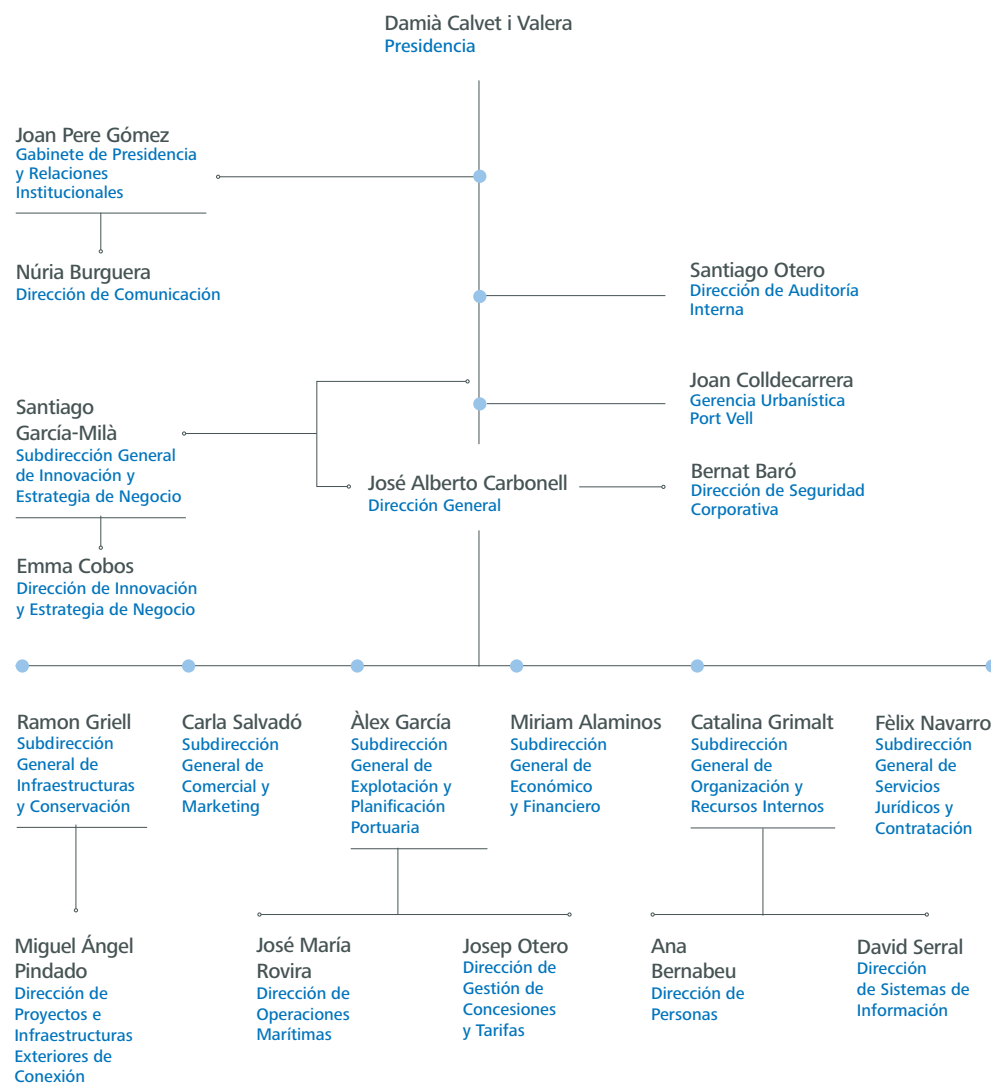 Damià Calvet i Valera
Presidencia
Joan Pere Gómez
Gabinete de Presidencia
y Relaciones
Institucionales
Núria Burguera
Dirección de Comunicación
Santiago Otero
Dirección de Auditoría
Interna
Joan Colldecarrera
Gerencia Urbanística
Port Vell
Santiago
García-Milà
Subdirección General
de Innovación y
Estrategia de Negocio
José Alberto Carbonell
Dirección General
Bernat Baró
Dirección de Seguridad
Corporativa
Emma Cobos
Dirección de Innovación
y Estrategia de Negocio
Ramon Griell
Subdirección
General de
Infraestructuras
y Conservación
Carla Salvadó
Subdirección
General de
Comercial y
Marketing
Àlex García
Subdirección
General de
Explotación y
Planificación
Portuaria
Miriam Alaminos
Subdirección
General de
Económico
y Financiero
Catalina Grimalt
Subdirección
General de
Organización y
Recursos Internos
Fèlix Navarro
Subdirección
General de
Servicios
Jurídicos y
Contratación
Miguel Ángel
Pindado
Dirección de
Proyectos e
Infraestructuras
Exteriores de
Conexión
José María
Rovira
Dirección de
Operaciones
Marítimas
Josep Otero
Dirección de
Gestión de
Concesiones
y Tarifas
Ana
Bernabeu
Dirección de
Personas
David Serral
Dirección
de Sistemas de
Información